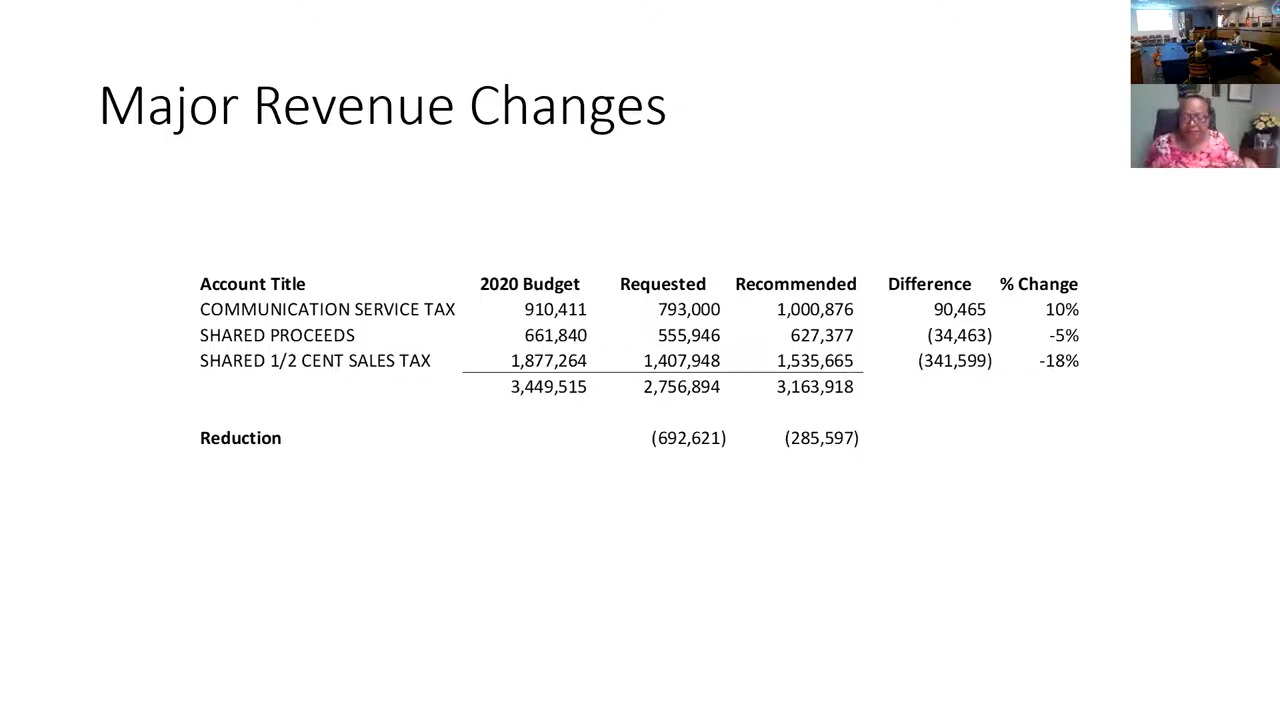 Major Revenue Changes
Account Title 2020 Budget Requested Recommended Difference % Change
COMMUNICATION SERVICE TAX 910,411 793,000 1,000,876 90,465 10%
SHARED PROCEEDS 661,840 555,946 627,377 (34,463) -5%
SHARED 1/2 CENT SALES TAX 1,877,264 1,407,948 1,535,665 (341,599) -18%
3,449,515 2,756,894 3,163,918
Reduction (692,621) (285,597)